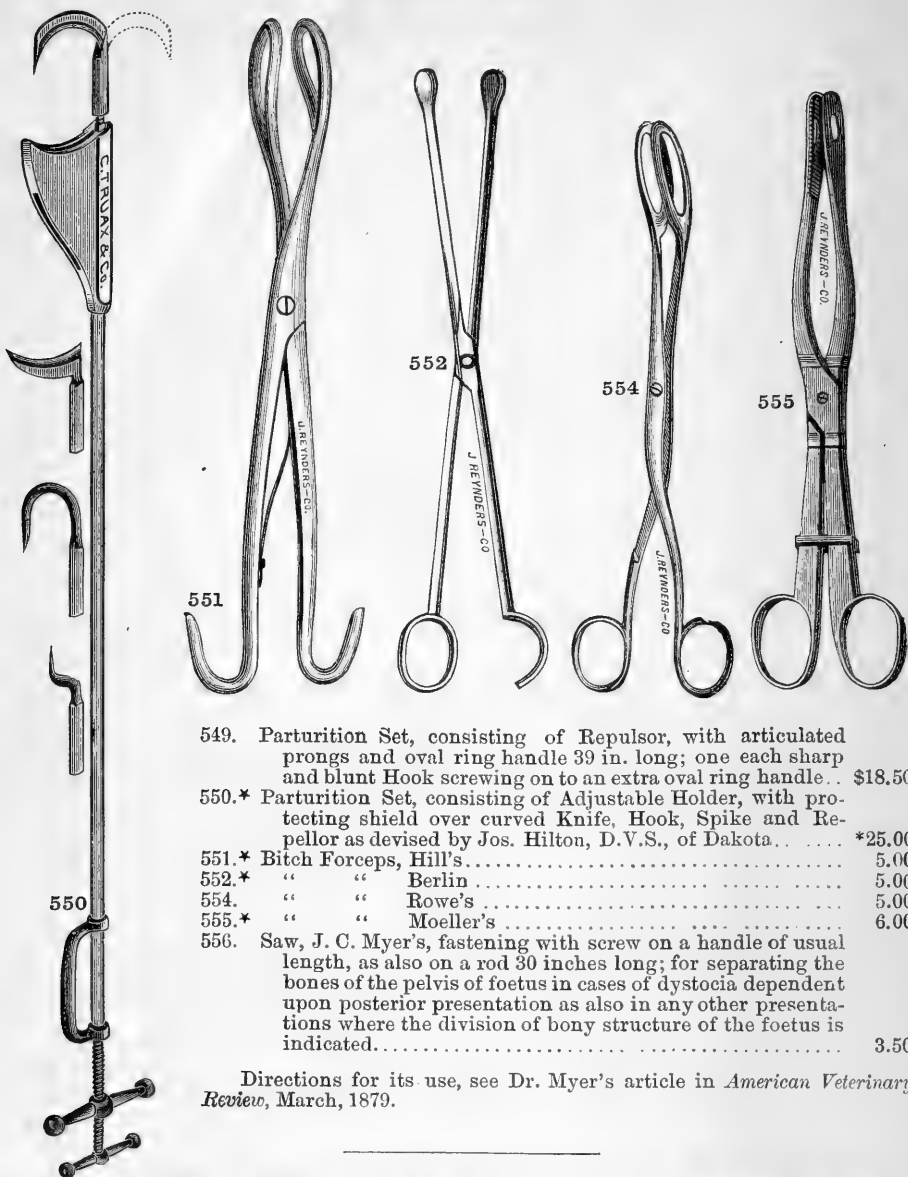 C. TRUAX & CO.
J. REYNDERS-CO.
J REYNDERS-CO
J. REYNDERS-CO
J. REYNDERS-CO.
551
552
554
555
550
549. Parturition Set, consisting of Repulsor, with articulated
prongs and oval ring handle 39 in. long; one each sharp
and blunt Hook screwing on to an extra oval ring handle.. $18.50
550.* Parturition Set, consisting of Adjustable Holder, with pro-
tecting shield over curved Knife, Hook, Spike and Re-
pellor as devised by Jos. Hilton, D.V.S., of Dakota.. .... *25.00
551.* Bitch Forceps, Hill's.................................... 5.00
552.* “ “ Berlin .................................... 5.00
554. “ “ Rowe's .................................... 5.00
555.* “ “ Moeller's .................................... 6.00
556. Saw, J. C. Myer's, fastening with screw on a handle of usual
length, as also on a rod 30 inches long; for separating the
bones of the pelvis of foetus in cases of dystocia dependent
upon posterior presentation as also in any other presenta-
tions where the division of bony structure of the foetus is
indicated.................................... 3.50
Directions for its use, see Dr. Myer's article in American Veterinary
Review, March, 1879.